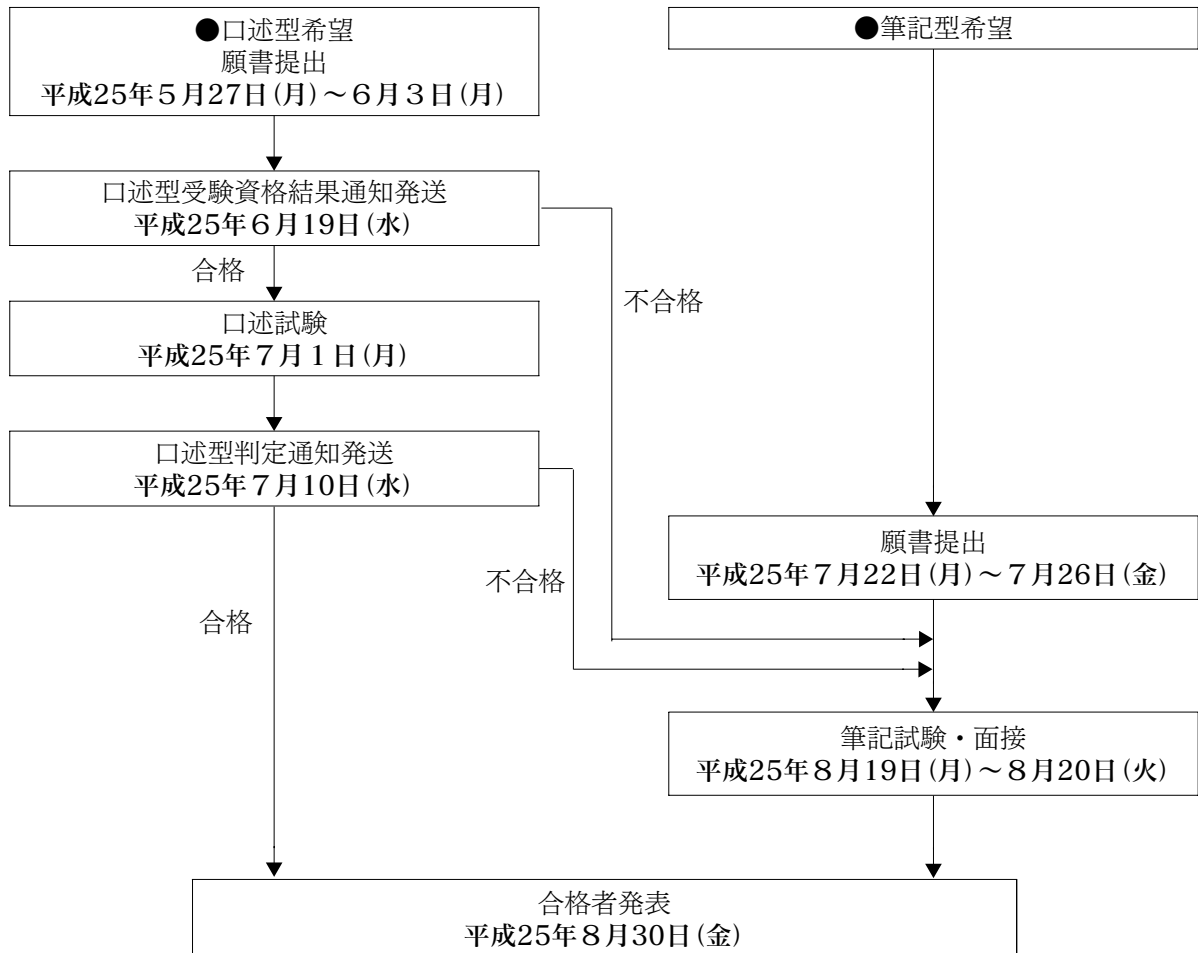 ●口述型希望
願書提出
平成25年５月27日(月)～６月３日(月)
●筆記型希望
口述型受験資格結果通知発送
平成25年６月19日(水)
合格
不合格
口述試験
平成25年７月１日(月)
口述型判定通知発送
平成25年７月10日(水)
不合格
合格
願書提出
平成25年７月22日(月)～７月26日(金)
筆記試験・面接
平成25年８月19日(月)～８月20日(火)
合格者発表
平成25年８月30日(金)